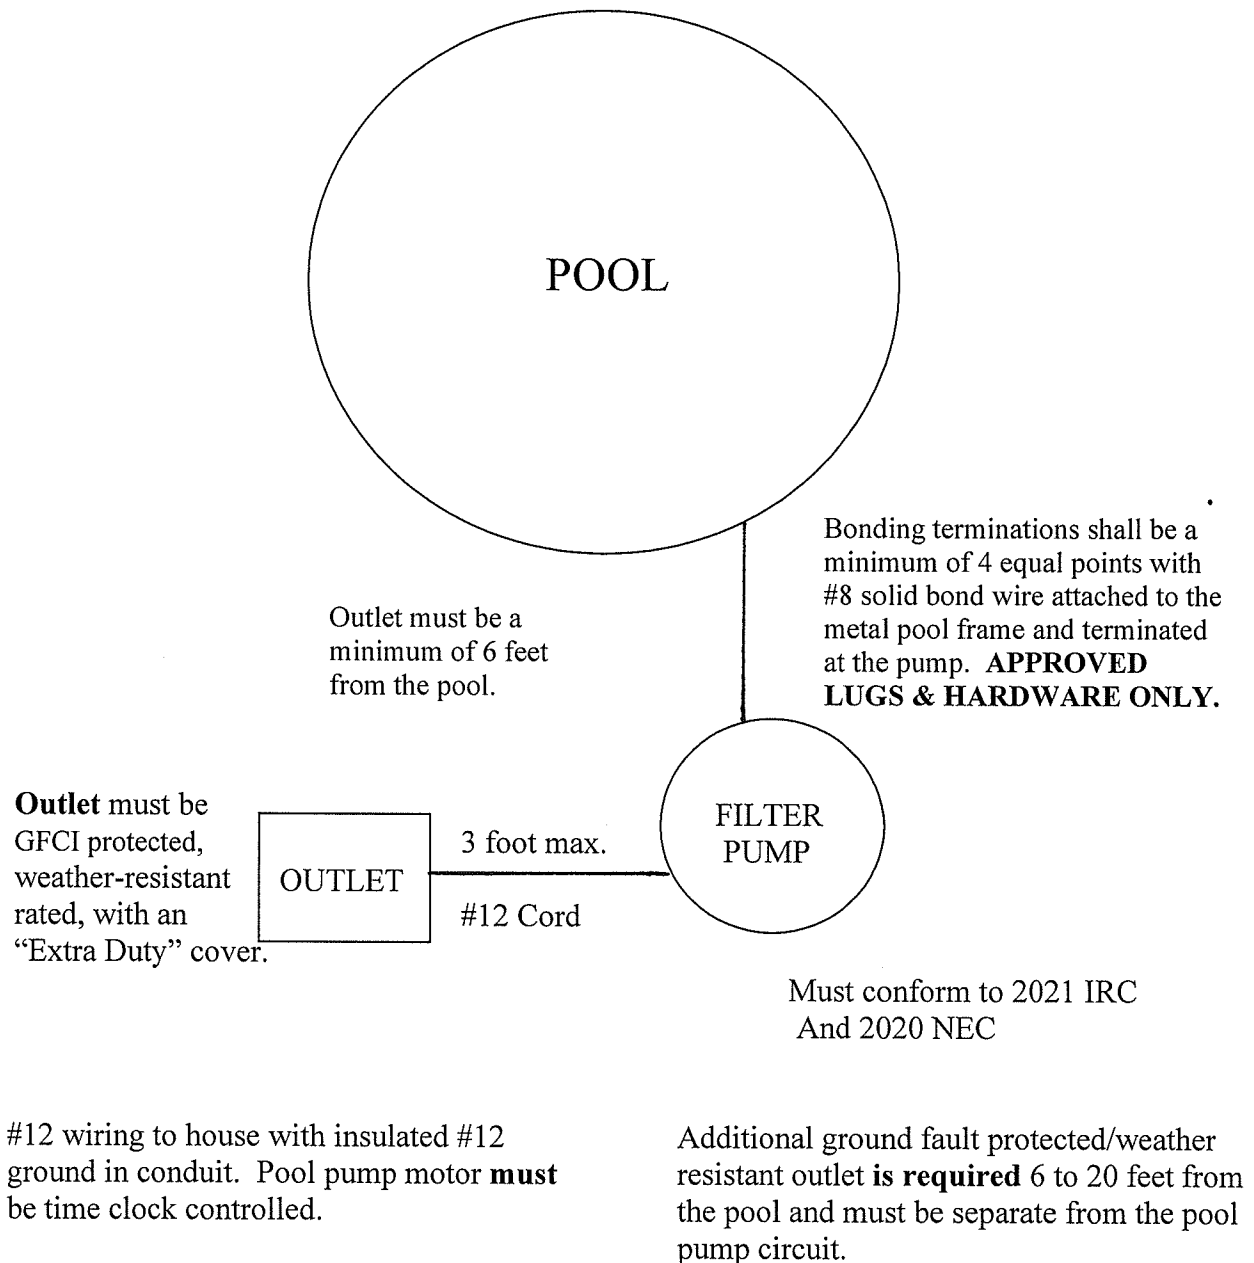 POOL
Bonding terminations shall be a
minimum of 4 equal points with
#8 solid bond wire attached to the
metal pool frame and terminated
at the pump.  APPROVED
LUGS & HARDWARE ONLY.
Outlet must be a
minimum of 6 feet
from the pool.
Outlet must be
GFCI protected,
weather-resistant
rated, with an
“Extra Duty” cover.
OUTLET
3 foot max.
#12 Cord
FILTER
PUMP
Must conform to 2021 IRC
And 2020 NEC
#12 wiring to house with insulated #12
ground in conduit.  Pool pump motor must
be time clock controlled.
Additional ground fault protected/weather
resistant outlet is required 6 to 20 feet from
the pool and must be separate from the pool
pump circuit.